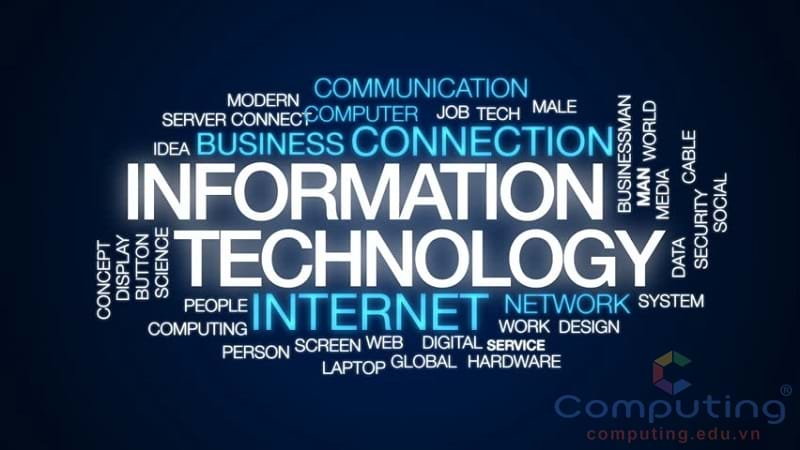 COMMUNICATION
MODERN
SERVER CONNECT COMPUTER JOB TECH MALE
IDEA BUSINESS CONNECTION
INFORMATION
TECHNOLOGY
BUSINESSMAN
MAN WORLD
MEDIA
CABLE
SECURITY
SOCIAL
DATA
CONCEPT
DISPLAY
BUTTON
SCIENCE
PEOPLE INTERNET NETWORK SYSTEM
COMPUTING WORK DESIGN
PERSON SCREEN WEB DIGITAL SERVICE
LAPTOP GLOBAL HARDWARE
Computing®
computing.edu.vn